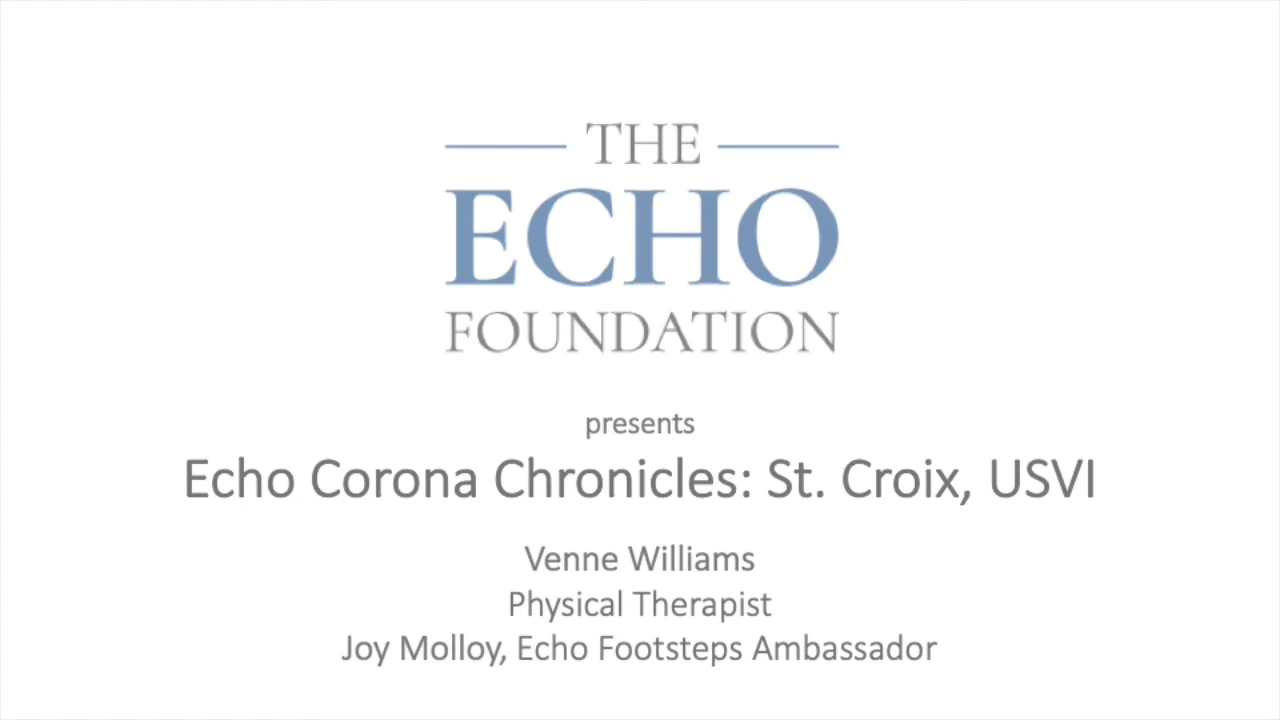 THE
ECHO
FOUNDATION
presents
Echo Corona Chronicles: St. Croix, USVI
Venne Williams
Physical Therapist
Joy Molloy, Echo Footsteps Ambassador